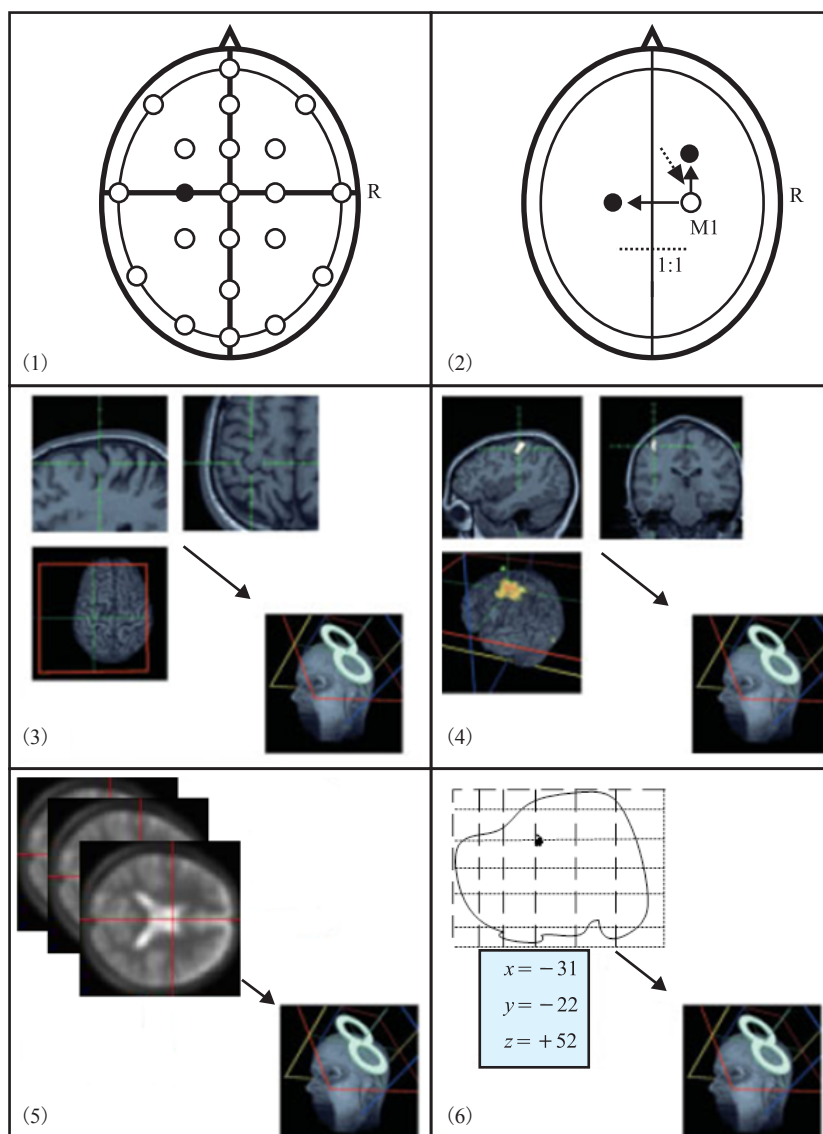 R
(1)
R
M1
1:1
(2)
(3)
(4)
(5)
x = −31
y = −22
z = +52
(6)